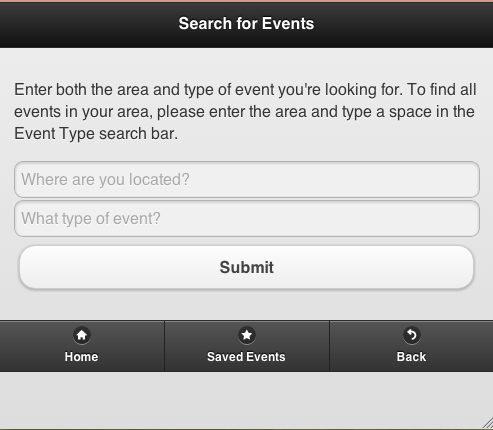 Search for Events
Enter both the area and type of event you're looking for. To find all
events in your area, please enter the area and type a space in the
Event Type search bar.
Where are you located?
What type of event?
Submit
Home
Saved Events
Back